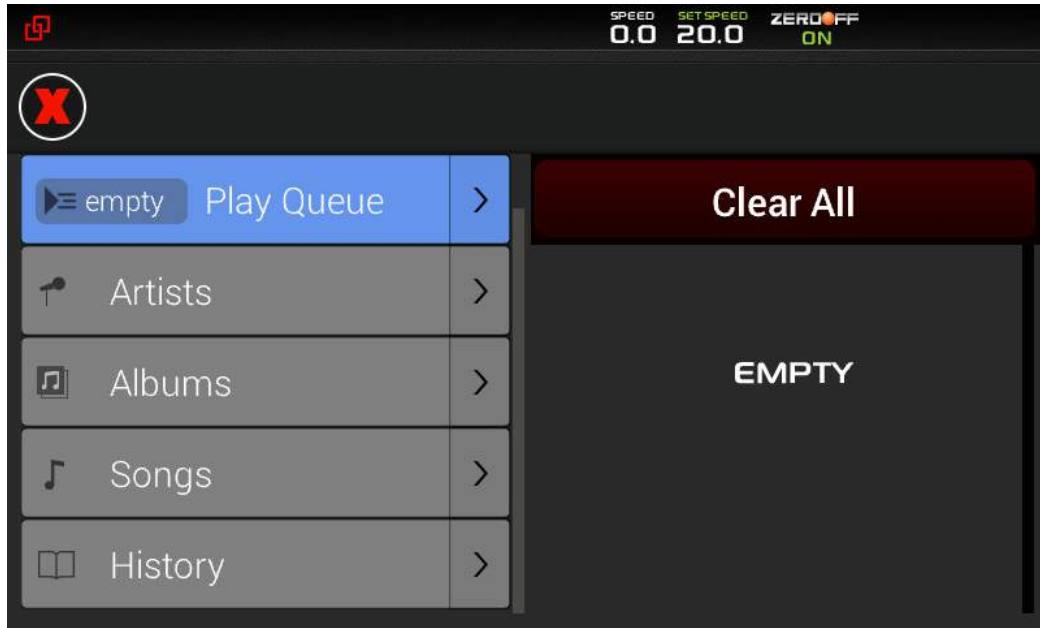 SPEED SET SPEED ZEROOFF
0.0 20.0 ON
X
empty Play Queue >
Clear All
Artists >
Albums >
EMPTY
Songs >
History >